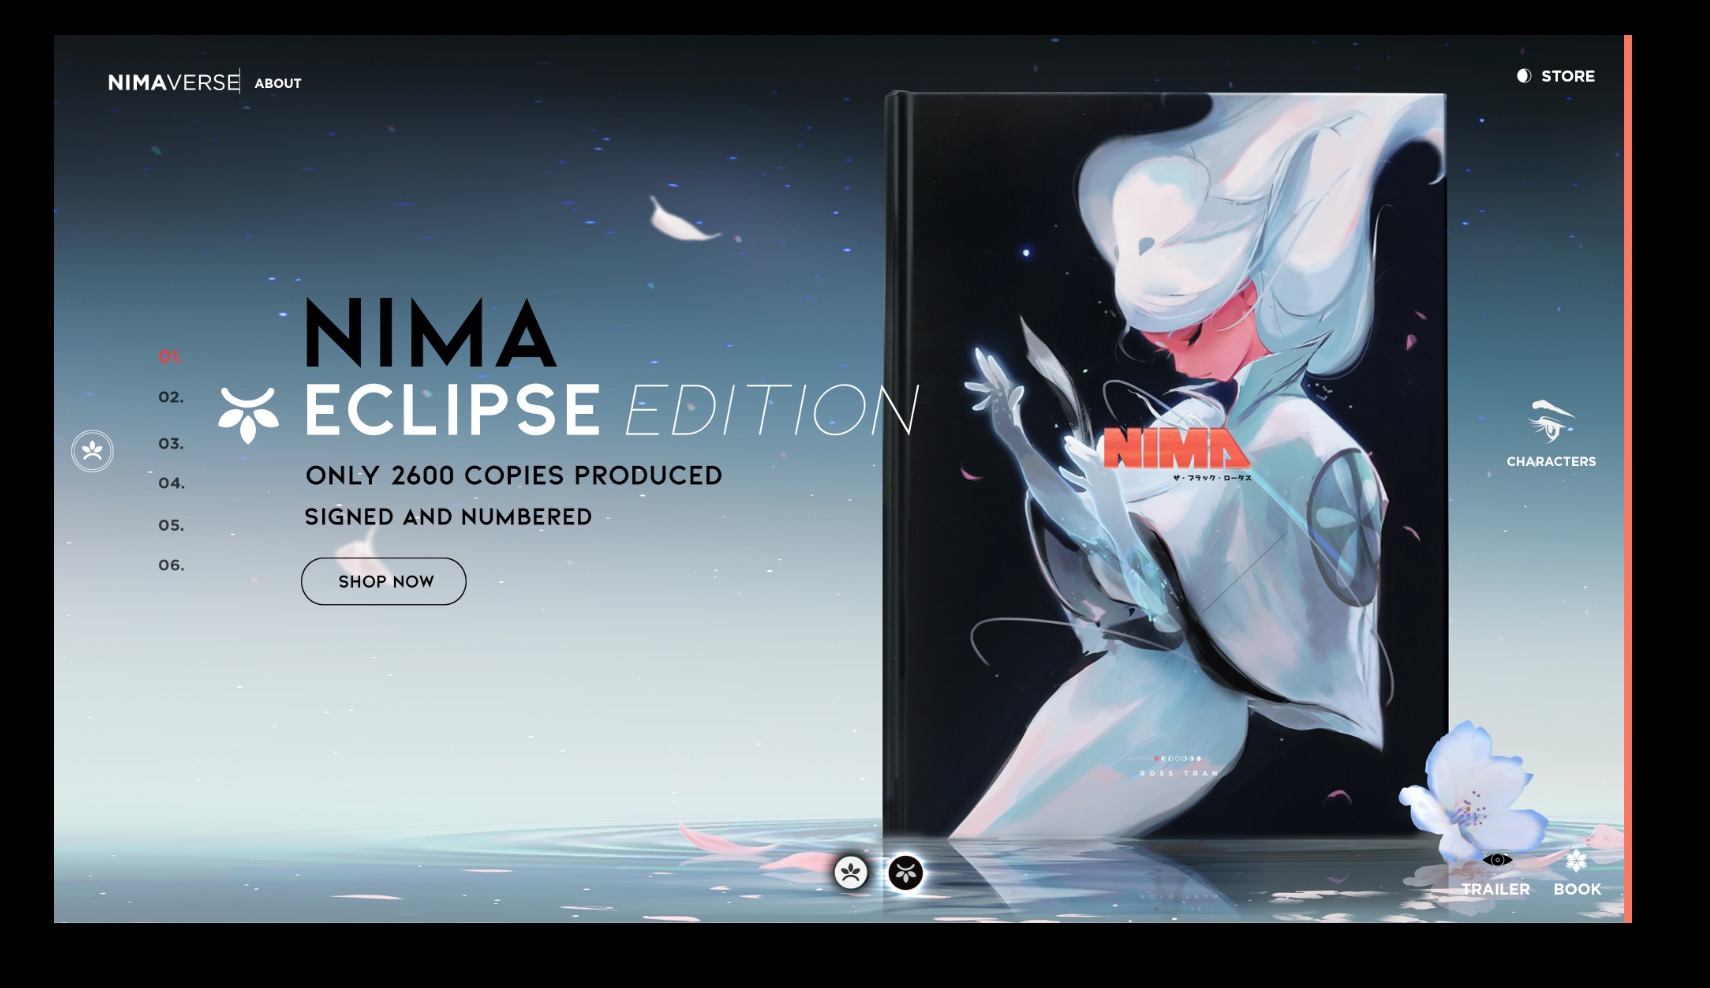 NIMAVERSE ABOUT
STORE
NIMA
ECLIPSE EDITION
ONLY 2600 COPIES PRODUCED
SIGNED AND NUMBERED
SHOP NOW
01.
02.
03.
04.
05.
06.
NIMA
ザ・ブラック・ロータス
ROSS TRAN
CHARACTERS
TRAILER
BOOK